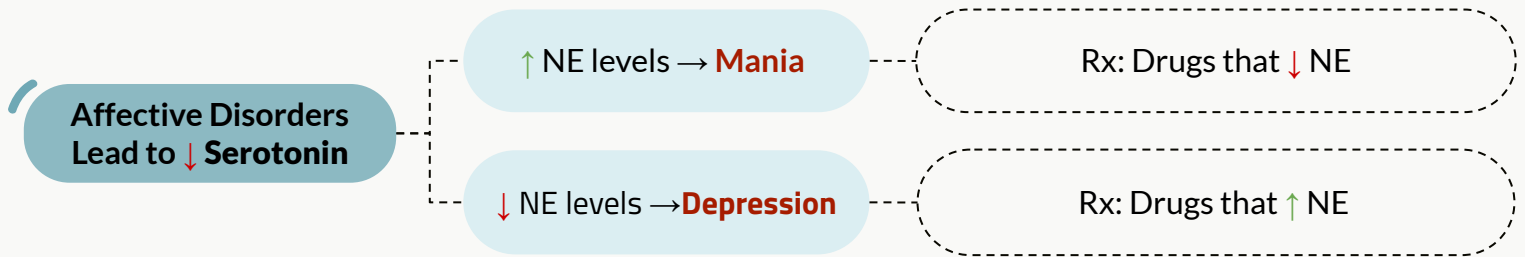 Affective Disorders
Lead to ↓ Serotonin
↑ NE levels → Mania
Rx: Drugs that ↓ NE
↓ NE levels →Depression
Rx: Drugs that ↑ NE